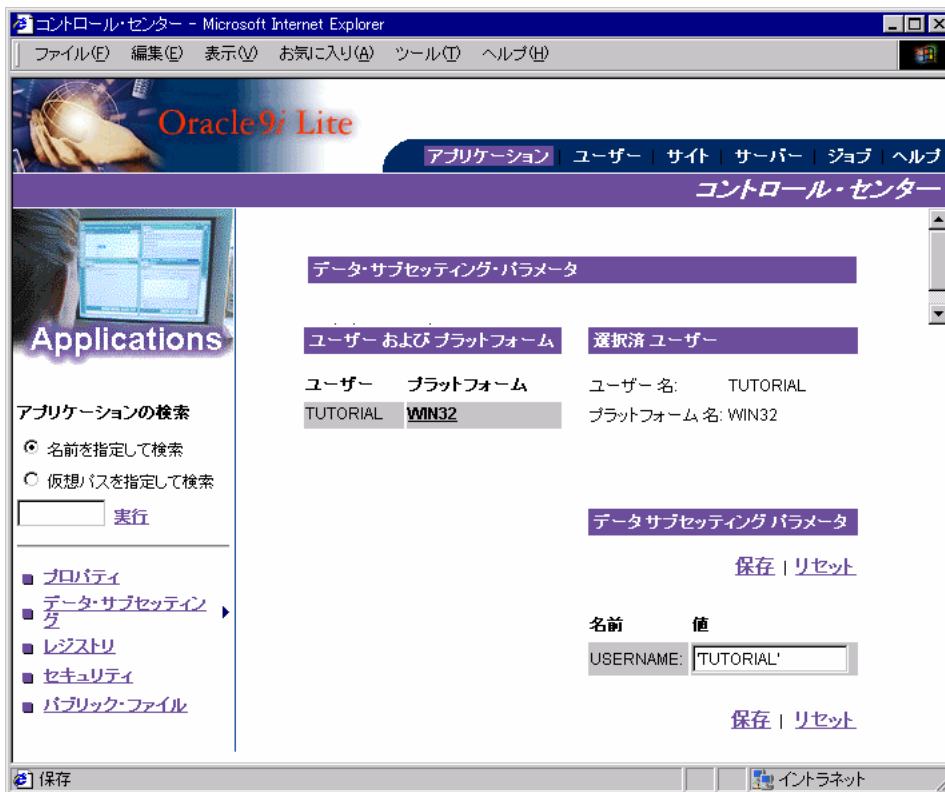 コントロール・センター - Microsoft Internet Explorer
ファイル(F) 編集(E) 表示(V) お気に入り(A) ツール(T) ヘルプ(H)
Oracle9i Lite
アプリケーション ユーザー サイト サーバー ジョブ ヘルプ
コントロール・センター
Applications
アプリケーションの検索
名前を指定して検索
仮想パスを指定して検索
実行
プロパティ
データ・サブセッティン
グ
レジストリ
セキュリティ
パブリック・ファイル
データ・サブセッティング・パラメータ
ユーザー および プラットフォーム
ユーザー プラットフォーム
TUTORIAL WIN32
選択済 ユーザー
ユーザー 名: TUTORIAL
プラットフォーム 名: WIN32
データ サブセッティング パラメータ
保存 | リセット
名前 値
USERNAME: 'TUTORIAL'
保存 | リセット
保存
イントラネット